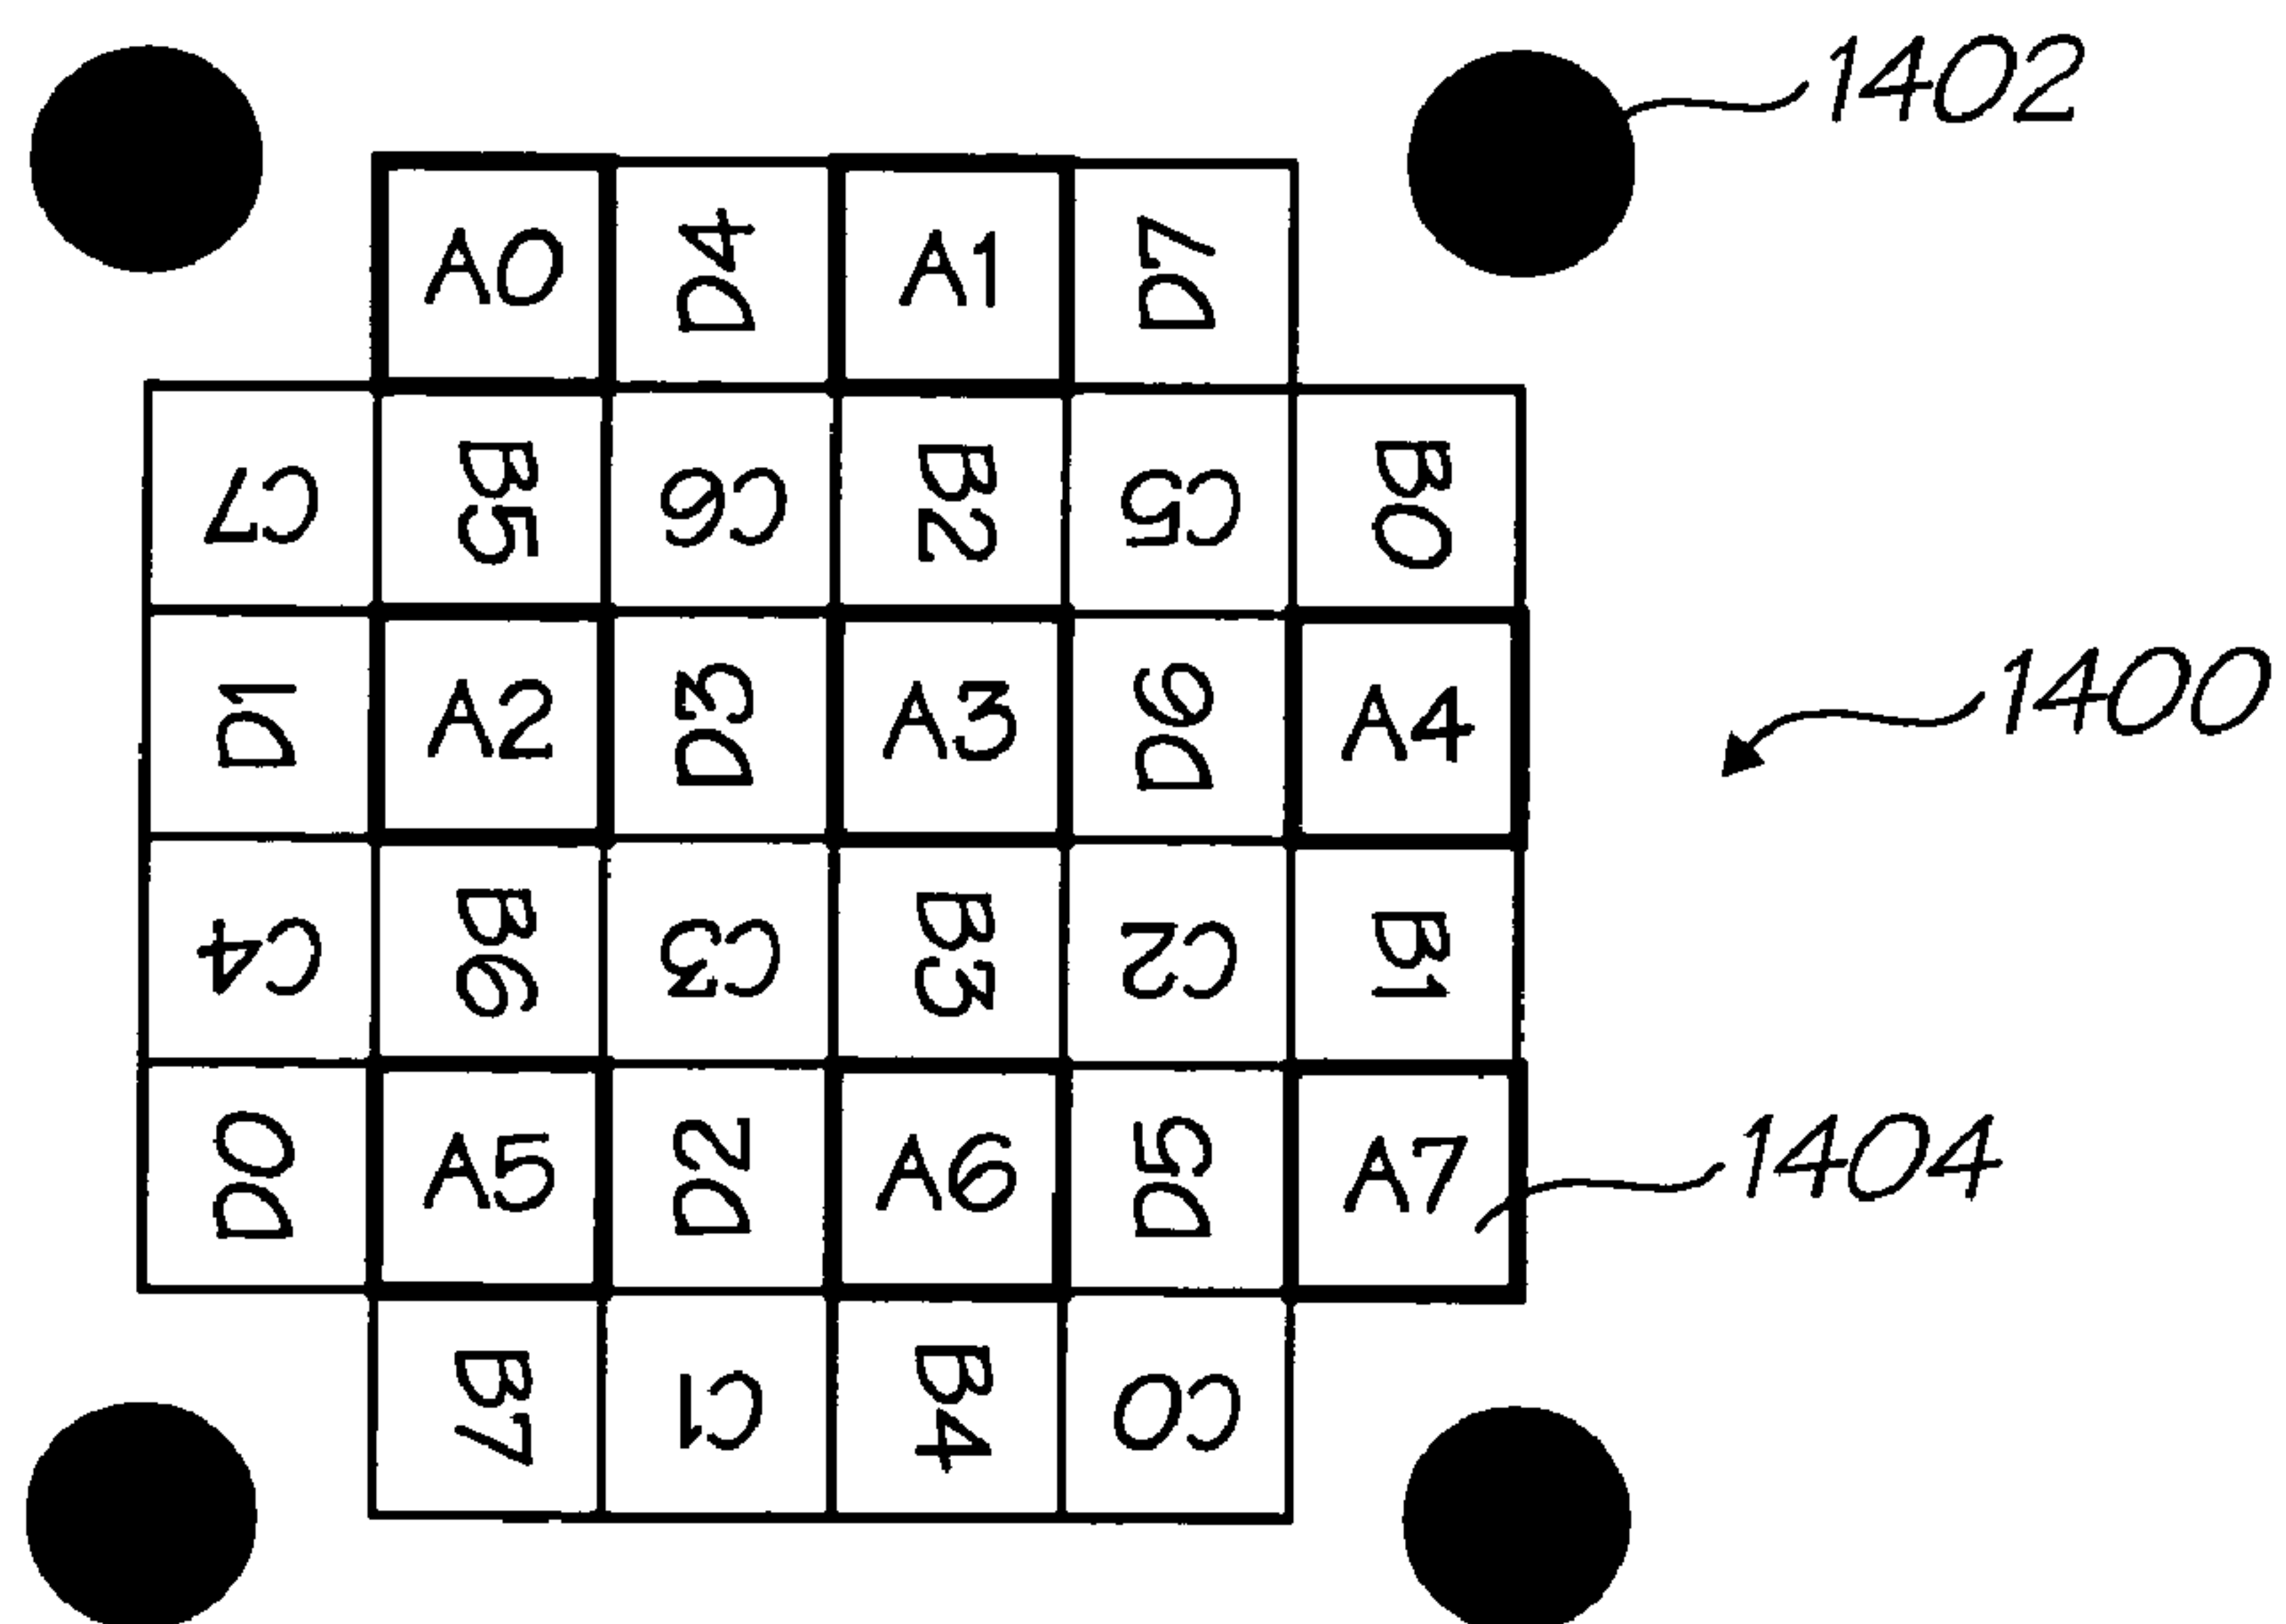 1402
A0 D4 A1 D7
C7 B5 C6 B2 C5 B0
D1 A2 D3 A3 D6 A4
1400
C4 B6 C3 B3 C2 B1
D0 A5 D2 A6 D5 A7
1404
B7 C1 B4 C0